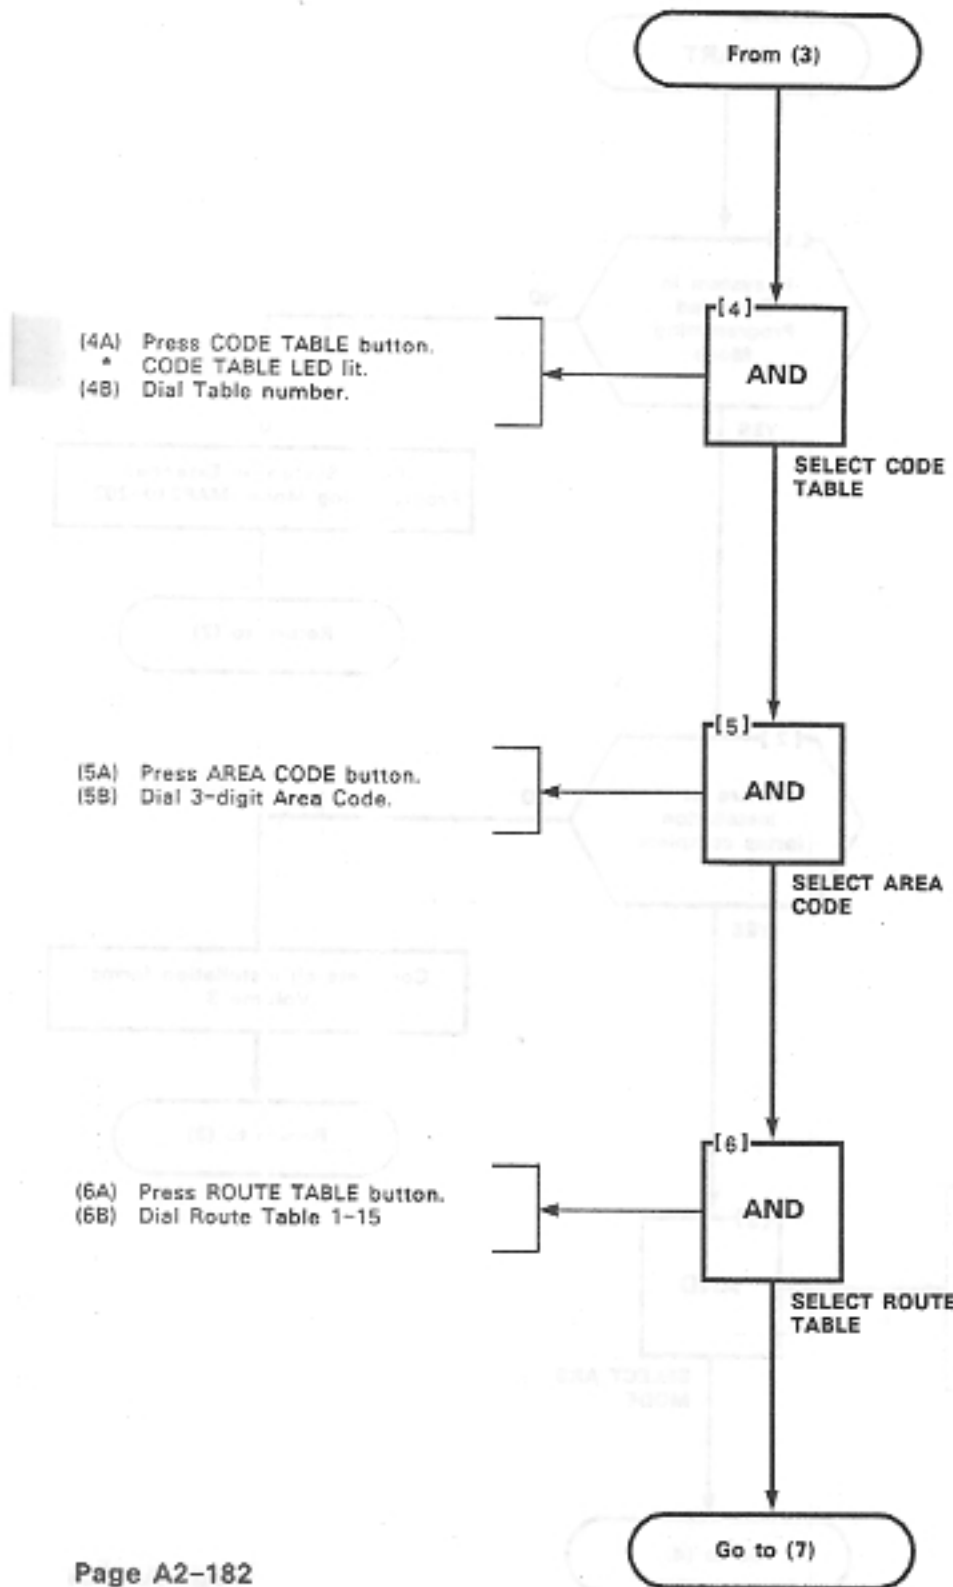 From (3)
[4]
(4A) Press CODE TABLE button.
* CODE TABLE LED lit.
(4B) Dial Table number.
AND
SELECT CODE
TABLE
[5]
(5A) Press AREA CODE button.
(5B) Dial 3-digit Area Code.
AND
SELECT AREA
CODE
[6]
(6A) Press ROUTE TABLE button.
(6B) Dial Route Table 1-15
AND
SELECT ROUTE
TABLE
Go to (7)
Page A2-182